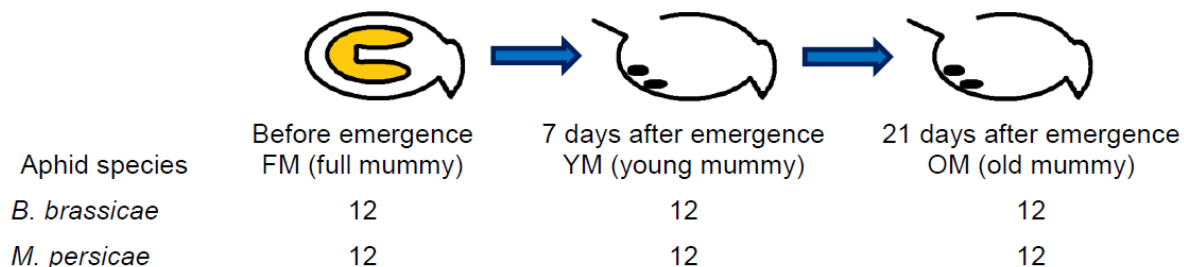 Before emergence 7 days after emergence 21 days after emergence
Aphid species FM (full mummy) YM (young mummy) OM (old mummy)
B. brassicae 12 12 12
M. persicae 12 12 12